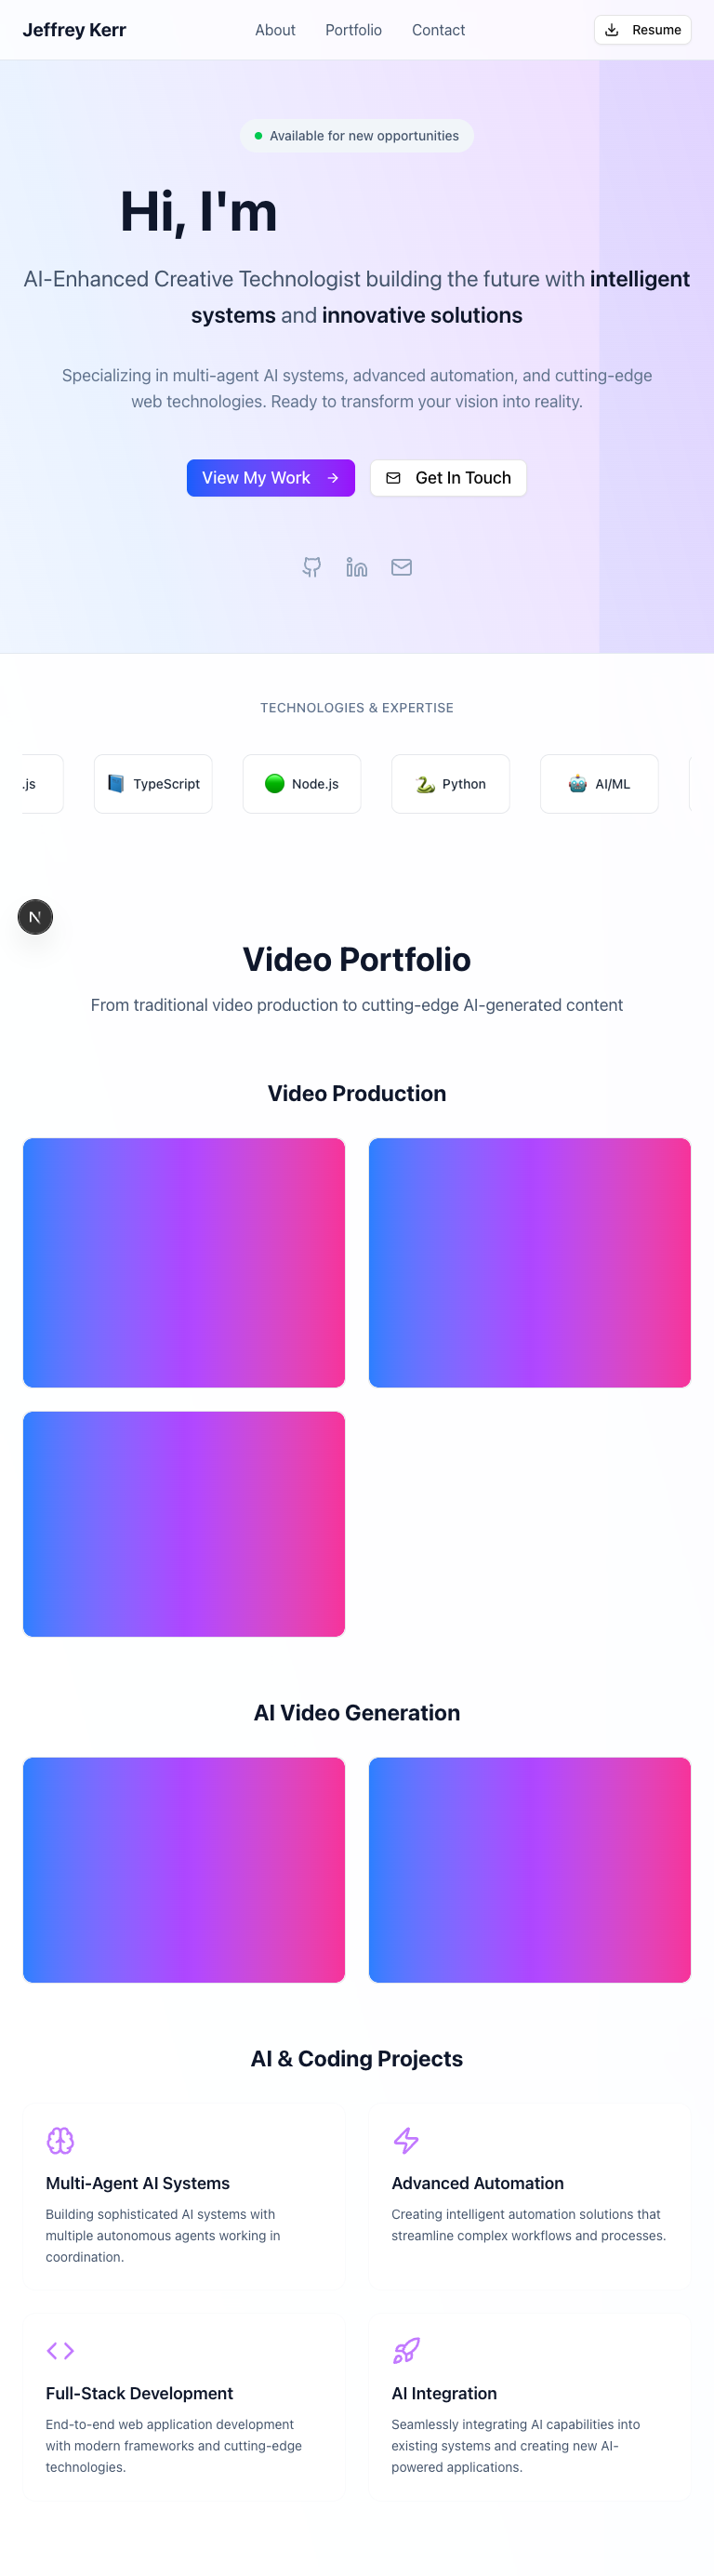 Jeffrey Kerr
About
Portfolio
Contact
Resume
Available for new opportunities
Hi, I'm
AI-Enhanced Creative Technologist building the future with intelligent
systems and innovative solutions
Specializing in multi-agent AI systems, advanced automation, and cutting-edge
web technologies. Ready to transform your vision into reality.
View My Work
Get In Touch
TECHNOLOGIES & EXPERTISE
.js
TypeScript
Node.js
Python
AI/ML
N
Video Portfolio
From traditional video production to cutting-edge AI-generated content
Video Production
AI Video Generation
AI & Coding Projects
Multi-Agent AI Systems
Building sophisticated AI systems with
multiple autonomous agents working in
coordination.
Advanced Automation
Creating intelligent automation solutions that
streamline complex workflows and processes.
Full-Stack Development
End-to-end web application development
with modern frameworks and cutting-edge
technologies.
AI Integration
Seamlessly integrating AI capabilities into
existing systems and creating new AI-
powered applications.